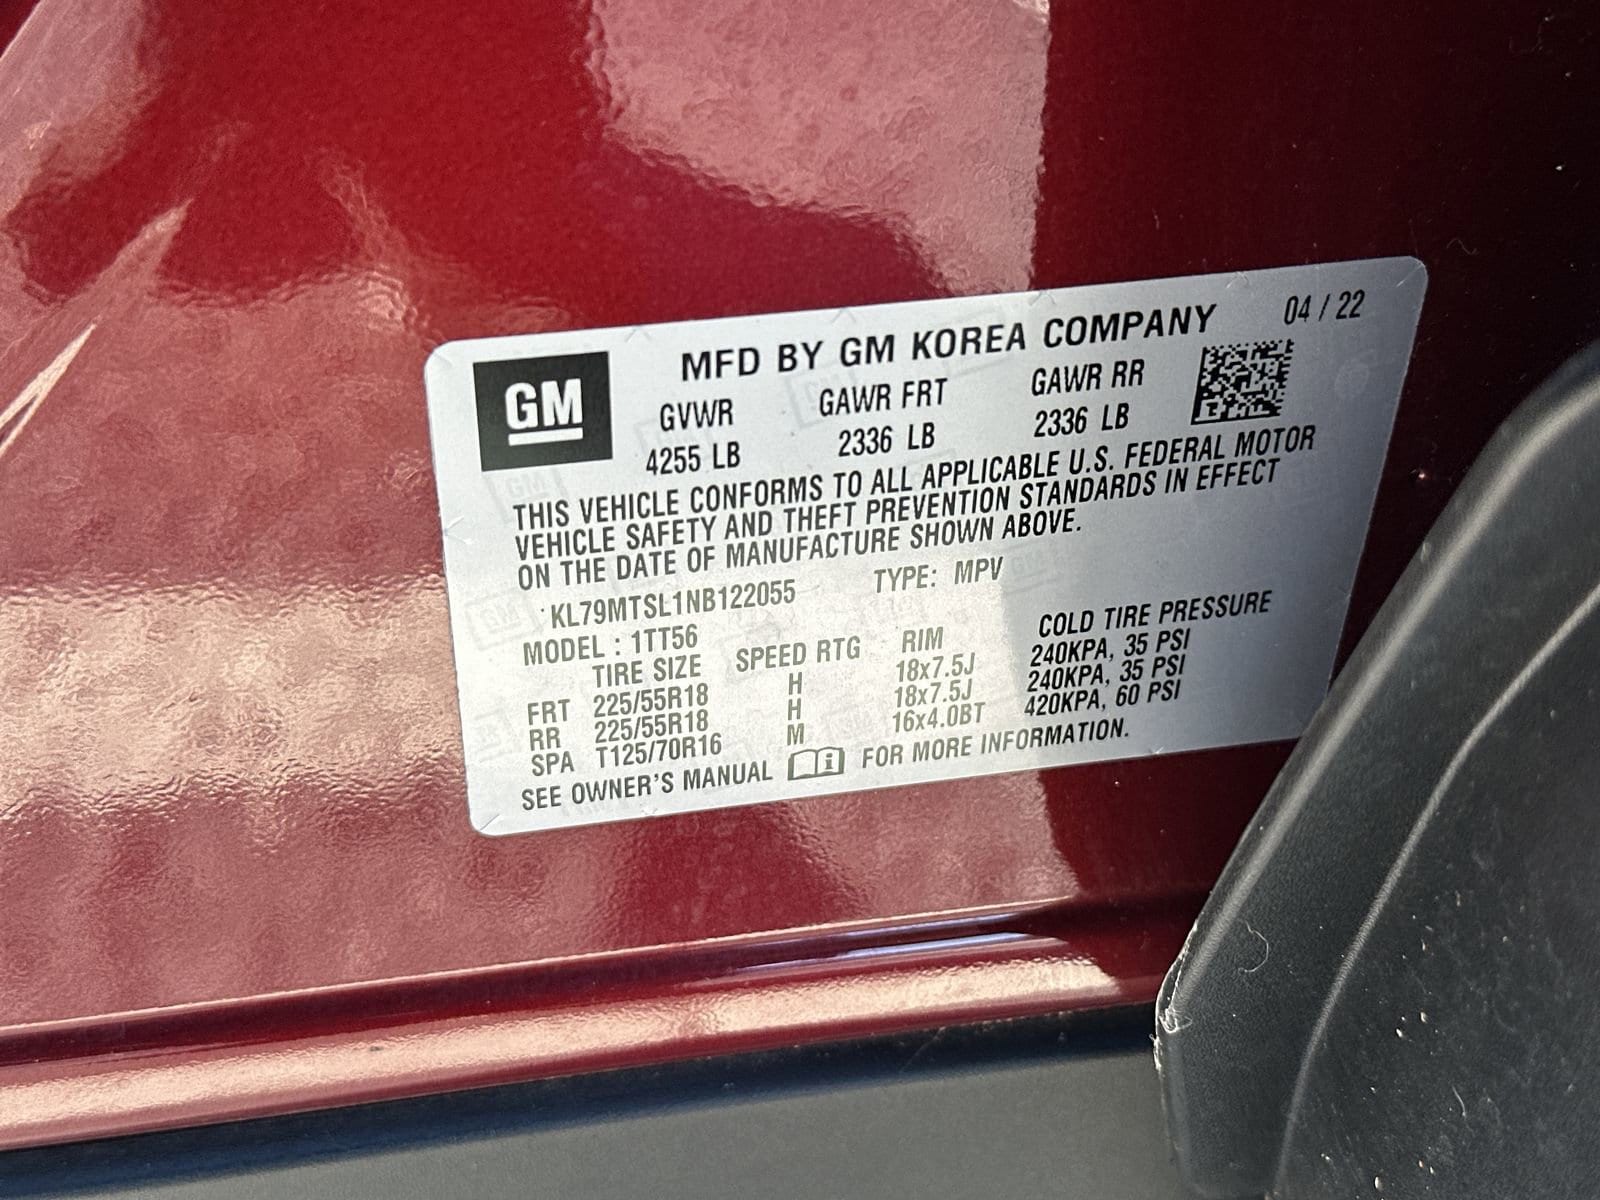 GM
MFD BY GM KOREA COMPANY 04 / 22
GVWR GAWR FRT GAWR RR
4255 LB 2336 LB 2336 LB
THIS VEHICLE CONFORMS TO ALL APPLICABLE U.S. FEDERAL MOTOR
VEHICLE SAFETY AND THEFT PREVENTION STANDARDS IN EFFECT
ON THE DATE OF MANUFACTURE SHOWN ABOVE.
KL79MTSL1NB122055 TYPE: MPV
MODEL : 1TT56
TIRE SIZE SPEED RTG RIM COLD TIRE PRESSURE
FRT 225/55R18 H 18x7.5J 240KPA, 35 PSI
RR 225/55R18 H 18x7.5J 240KPA, 35 PSI
SPA T125/70R16 M 16x4.0BT 420KPA, 60 PSI
SEE OWNER'S MANUAL i FOR MORE INFORMATION.